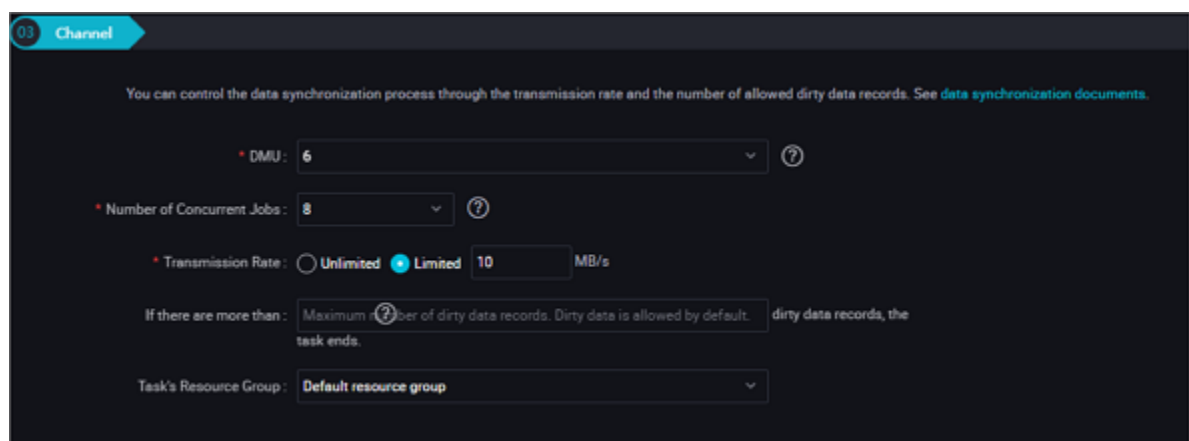 03 Channel
You can control the data synchronization process through the transmission rate and the number of allowed dirty data records. See data synchronization documents.
* DMU : 6 ?
* Number of Concurrent Jobs : 8 ?
* Transmission Rate : Unlimited Limited 10 MB/s
If there are more than : Maximum number of dirty data records. Dirty data is allowed by default. ? dirty data records, the
task ends.
Task's Resource Group : Default resource group